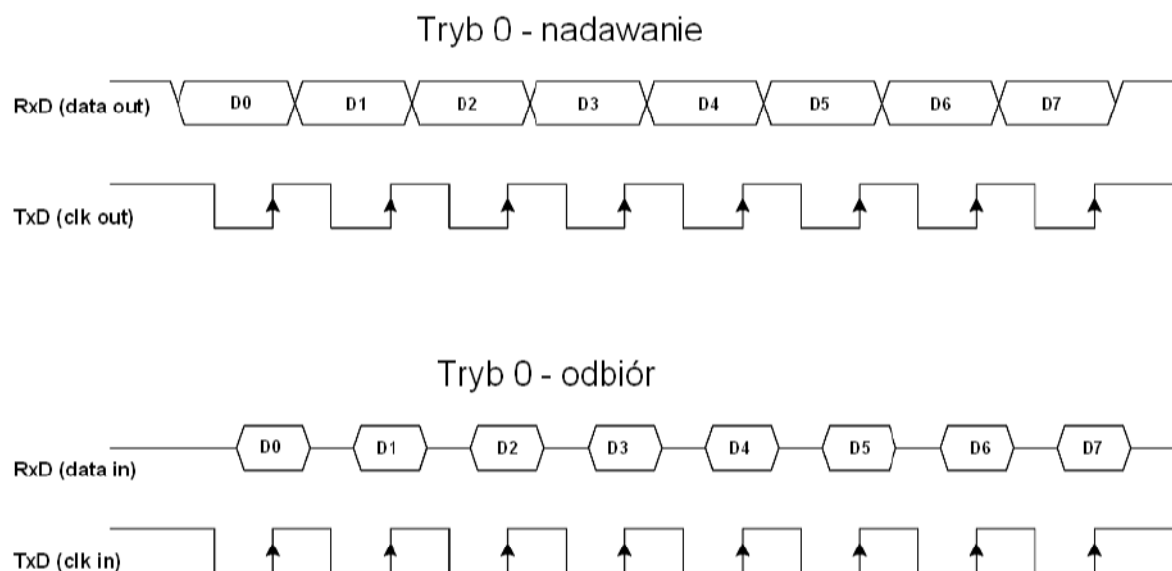 Tryb 0 - nadawanie
RxD (data out) D0 D1 D2 D3 D4 D5 D6 D7
TxD (clk out)
Tryb 0 - odbiór
RxD (data in) D0 D1 D2 D3 D4 D5 D6 D7
TxD (clk in)